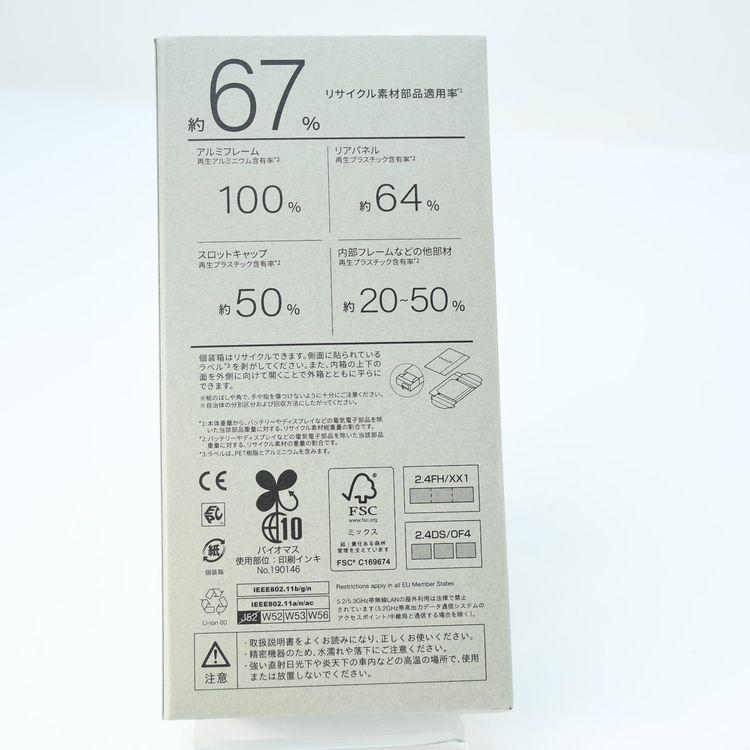 約67% リサイクル素材部品適用率*1
アルミフレーム
再生アルミニウム含有率*2
100%
リアパネル
再生プラスチック含有率*2
約64%
スロットキャップ
再生プラスチック含有率*2
約50%
内部フレームなどの他部材
再生プラスチック含有率*2
約20~50%
個装箱はリサイクルできます。側面に貼られている
ラベル*3を剥がしてください。また、内箱の上下の
面を外側に向けて開くことで外箱とともに平らに
できます。
※紙のはしや角で、手や指を傷つけないように十分にご注意ください。
※自治体の分別区分および回収方法にしたがってください。
*1:本体重量から、バッテリーやディスプレイなどの電気電子部品を除
いた当該部品重量に対する、リサイクル素材総重量の割合です。
*2:バッテリーやディスプレイなどの電気電子部品を除いた当該部品
重量に対する、リサイクル素材の重量の割合です。
*3:ラベルは、PET樹脂とアルミニウムを含みます。
CE
紙
個装箱
10
バイオマス
使用部位:印刷インキ
No.190146
FSC
www.fsc.org
ミックス
紙|責任ある森林
管理を支えています
FSC® C169674
2.4FH/XX1
2.4DS/OF4
Li-ion 00
IEEE802.11b/g/n
IEEE802.11a/n/ac
J52 W52 W53 W56
Restrictions apply in all EU Member States
5.2/5.3GHz帯無線LANの屋外利用は法律で禁止
されています(5.2GHz帯高出力データ通信システムの
アクセスポイント/中継局と通信する場合を除く)。
注意
・取扱説明書をよくお読みになり、正しくお使いください。
・精密機器のため、水濡れや落下にご注意ください。
・強い直射日光下や炎天下の車内などの高温の場所で、使用
または放置しないでください。